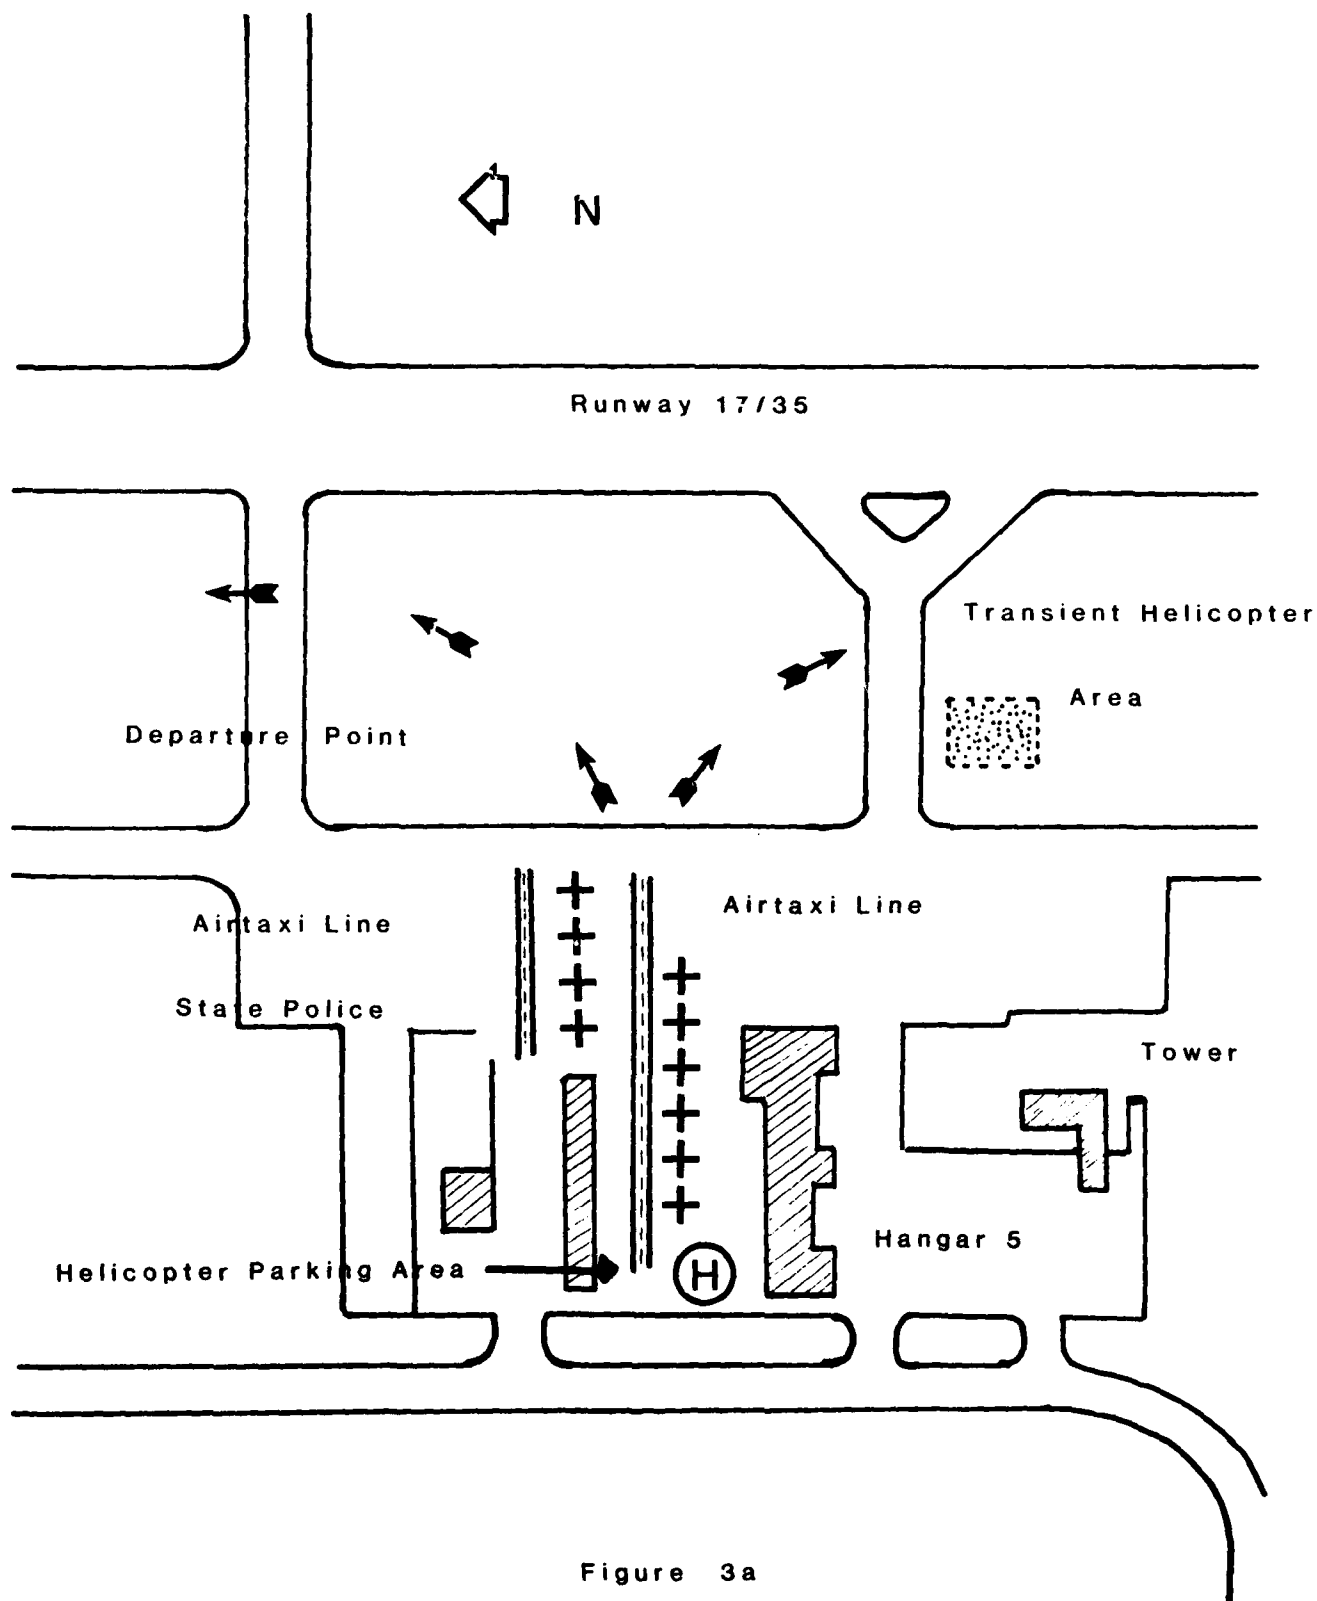 N
Runway 17/35
Transient Helicopter
Area
Departure Point
Airtaxi Line
Airtaxi Line
State Police
Tower
Hangar 5
Helicopter Parking Area
H
Figure 3a